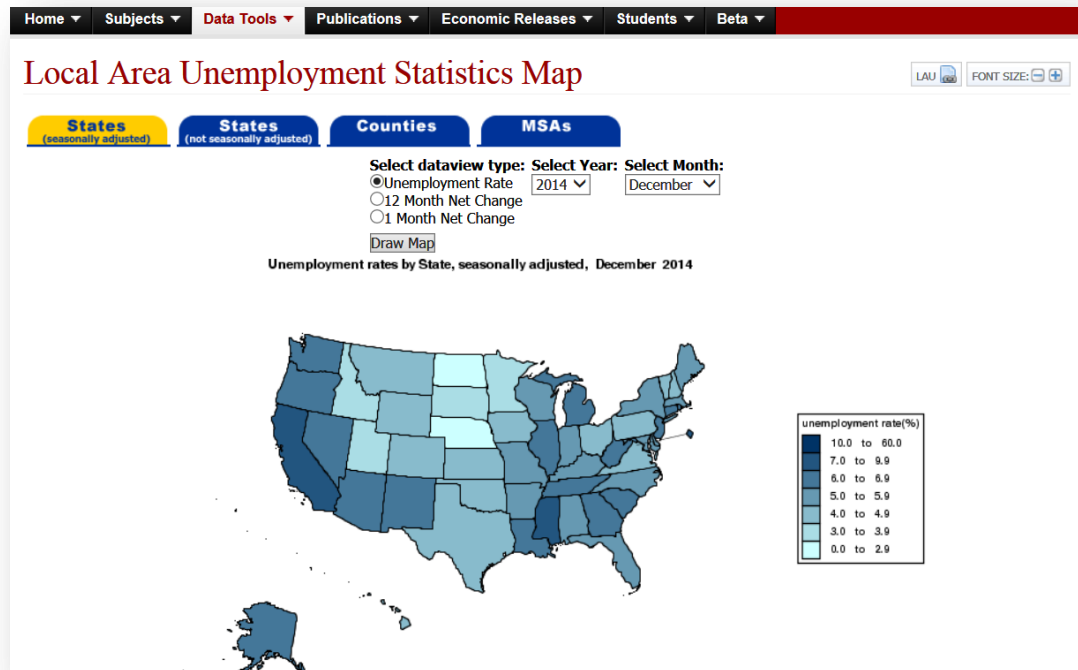 Home Subjects Data Tools Publications Economic Releases Students Beta
Local Area Unemployment Statistics Map
LAU FONT SIZE:
States States Counties MSAs
(seasonally adjusted) (not seasonally adjusted)
Select dataview type: Select Year: Select Month:
Unemployment Rate 2014 December
12 Month Net Change
1 Month Net Change
Draw Map
Unemployment rates by State, seasonally adjusted, December 2014
unemployment rate(%)
10.0 to 60.0
7.0 to 9.9
6.0 to 6.9
5.0 to 5.9
4.0 to 4.9
3.0 to 3.9
0.0 to 2.9